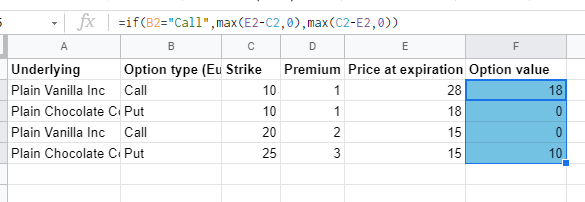 fx =if(B2="Call",max(E2-C2,0),max(C2-E2,0))
A B C D E F
Underlying Option type (Eu Strike Premium Price at expiration Option value
Plain Vanilla Inc Call 10 1 28 18
Plain Chocolate Co Put 10 1 18 0
Plain Vanilla Inc Call 20 2 15 0
Plain Chocolate Co Put 25 3 15 10